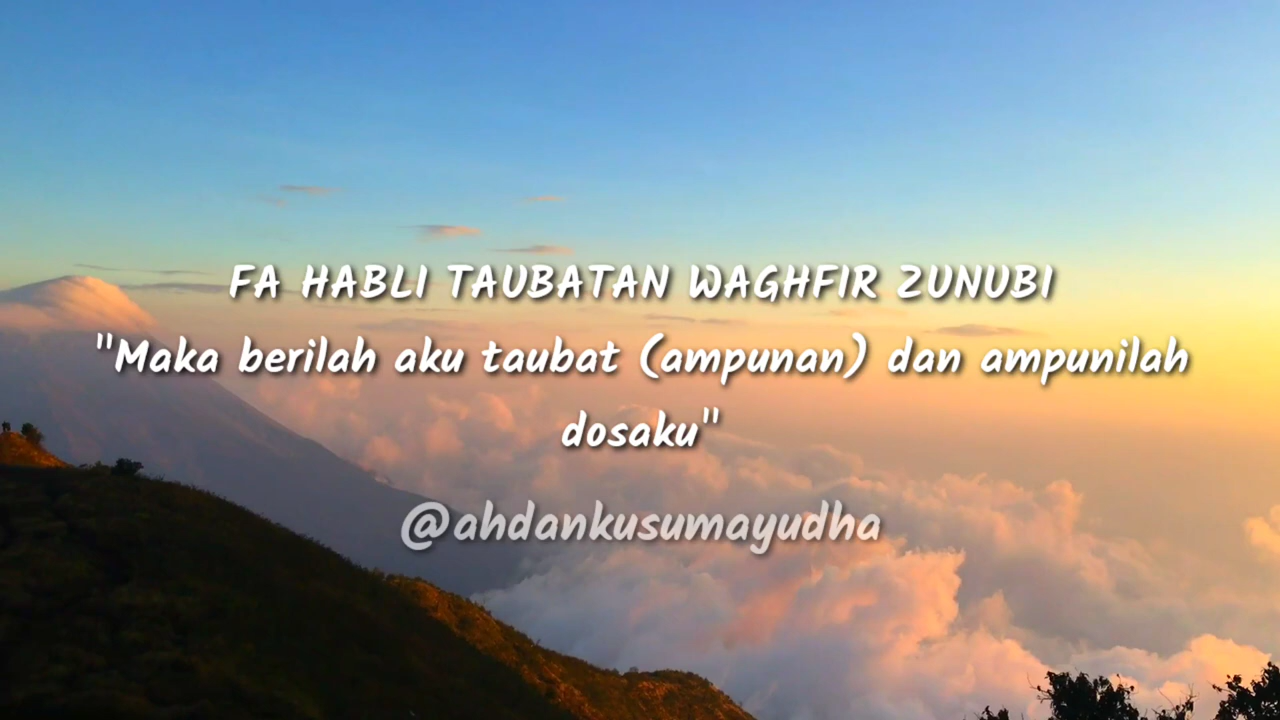 FA HABLI TAUBATAN WAGHFIR ZUNUBI
"Maka berilah aku taubat (ampunan) dan ampunilah
dosaku"
@ahdankusumayudha